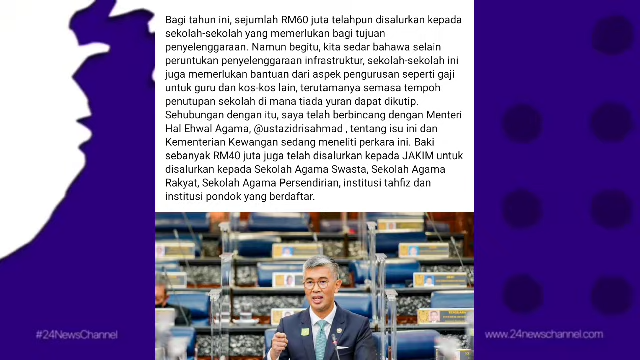 Bagi tahun ini, sejumlah RM60 juta telahpun disalurkan kepada
sekolah-sekolah yang memerlukan bagi tujuan
penyelenggaraan. Namun begitu, kita sedar bahawa selain
peruntukan penyelenggaraan infrastruktur, sekolah-sekolah ini
juga memerlukan bantuan dari aspek pengurusan seperti gaji
untuk guru dan kos-kos lain, terutamanya semasa tempoh
penutupan sekolah di mana tiada yuran dapat dikutip.
Sehubungan dengan itu, saya telah berbincang dengan Menteri
Hal Ehwal Agama, @ustazidrisahmad , tentang isu ini dan
Kementerian Kewangan sedang meneliti perkara ini. Baki
sebanyak RM40 juta juga telah disalurkan kepada JAKIM untuk
disalurkan kepada Sekolah Agama Swasta, Sekolah Agama
Rakyat, Sekolah Agama Persendirian, institusi tahfiz dan
institusi pondok yang berdaftar.
#24NewsChannel
www.24newschannel.com